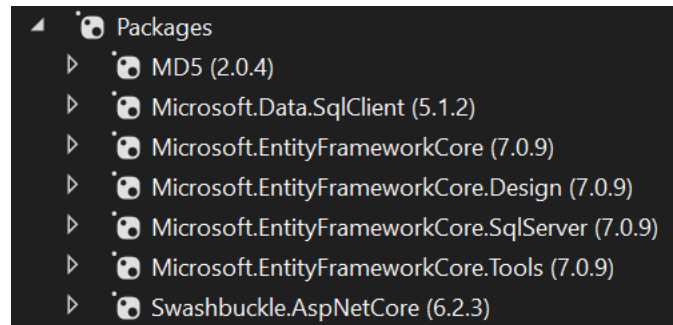 Packages
MD5 (2.0.4)
Microsoft.Data.SqlClient (5.1.2)
Microsoft.EntityFrameworkCore (7.0.9)
Microsoft.EntityFrameworkCore.Design (7.0.9)
Microsoft.EntityFrameworkCore.SqlServer (7.0.9)
Microsoft.EntityFrameworkCore.Tools (7.0.9)
Swashbuckle.AspNetCore (6.2.3)